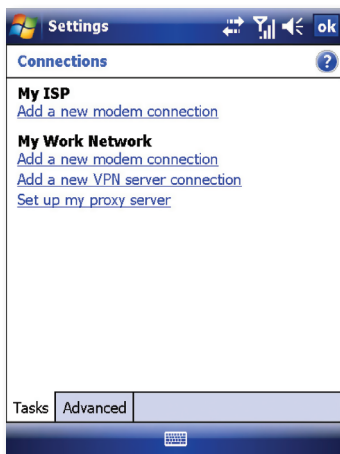 Settings
ok
Connections
?
My ISP
Add a new modem connection
My Work Network
Add a new modem connection
Add a new VPN server connection
Set up my proxy server
Tasks
Advanced